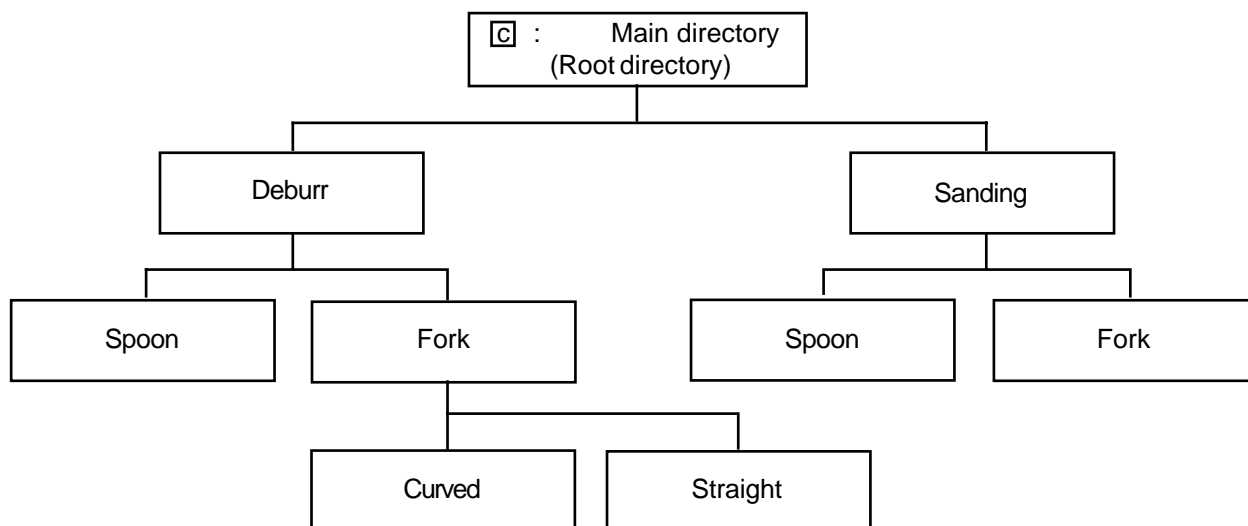 c : Main directory
(Root directory)
Deburr
Sanding
Spoon
Fork
Spoon
Fork
Curved
Straight